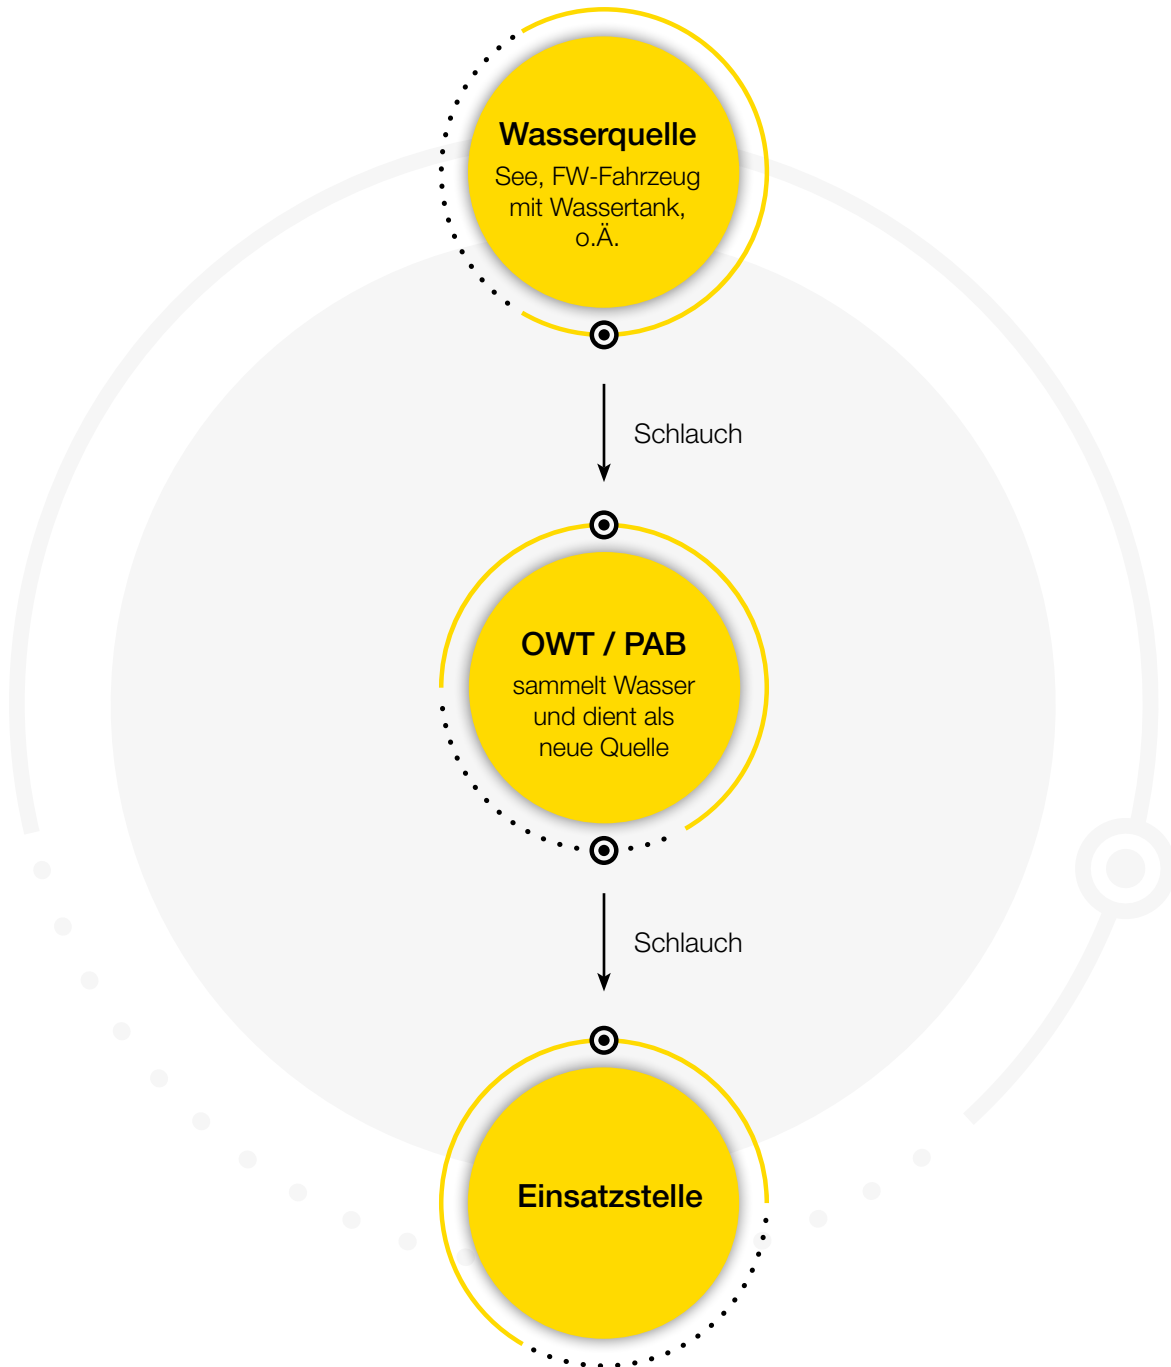 Wasserquelle
See, FW-Fahrzeug
mit Wassertank,
o.Ä.
Schlauch
OWT / PAB
sammelt Wasser
und dient als
neue Quelle
Schlauch
Einsatzstelle